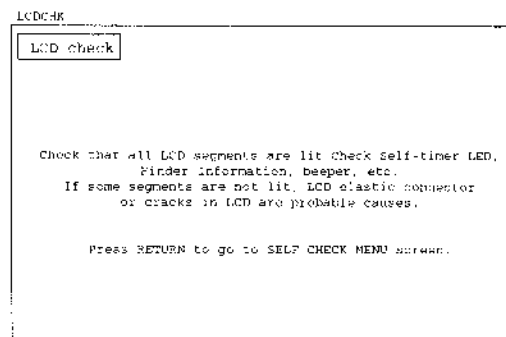 LCDCHK
LCD check
Check that all LCD segments are lit Check Self-timer LED,
Finder Information, beeper, etc.
If some segments are not lit, LCD elastic connector
or cracks in LCD are probable causes.
Press RETURN to go to SELF CHECK MENU screen.